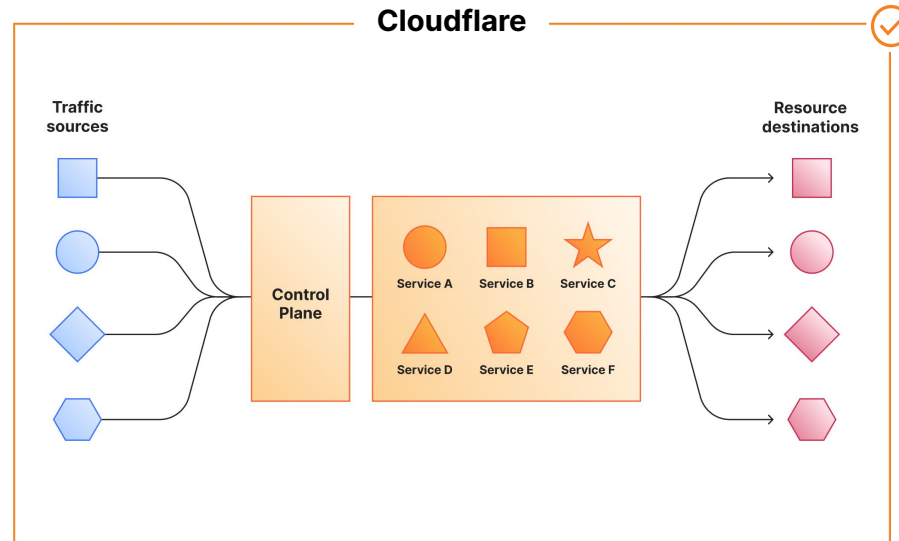 Cloudflare
Traffic
sources
Resource
destinations
Control
Plane
Service A
Service B
Service C
Service D
Service E
Service F